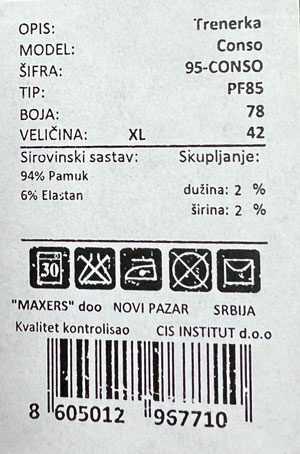 OPIS: Trenerka
MODEL: Conso
ŠIFRA: 95-CONSO
TIP: PF85
BOJA: 78
VELIČINA: XL 42
Sirovinski sastav: Skupljanje:
94% Pamuk
6% Elastan
dužina: 2 %
širina: 2 %
30
"MAXERS" doo NOVI PAZAR SRBIJA
Kvalitet kontrolisao CIS INSTITUT d.o.o
8 605012 967710